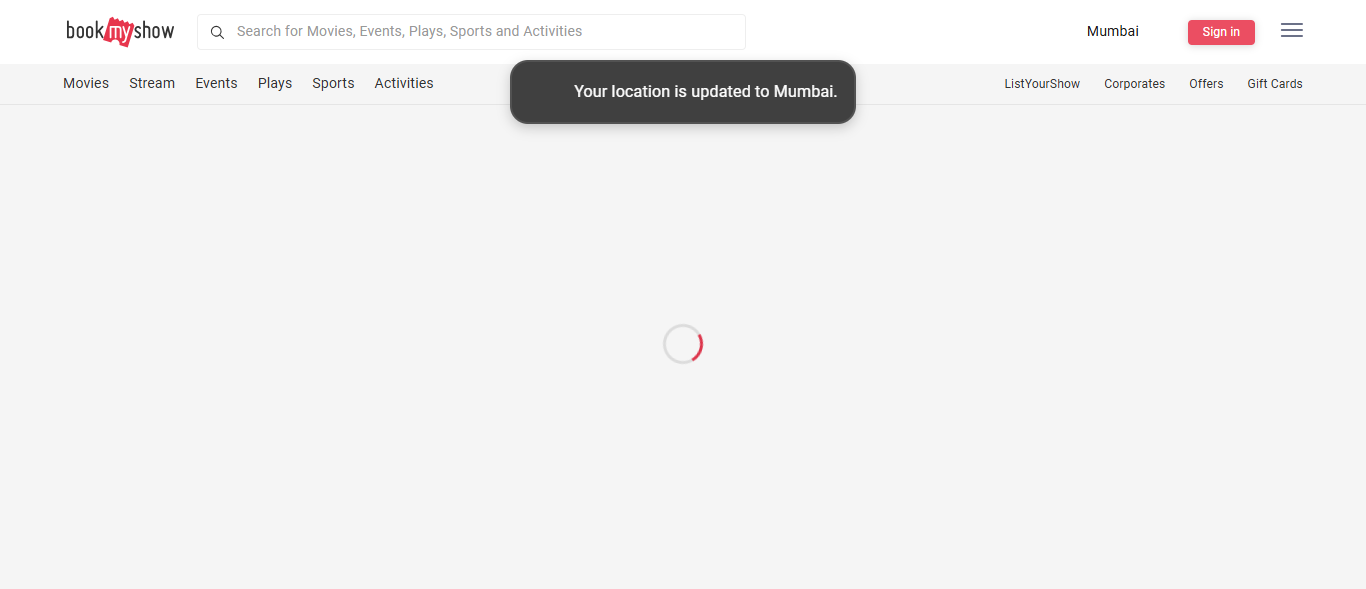 bookmyshow
Search for Movies, Events, Plays, Sports and Activities
Mumbai
Sign in
Movies Stream Events Plays Sports Activities
Your location is updated to Mumbai.
ListYourShow Corporates Offers Gift Cards